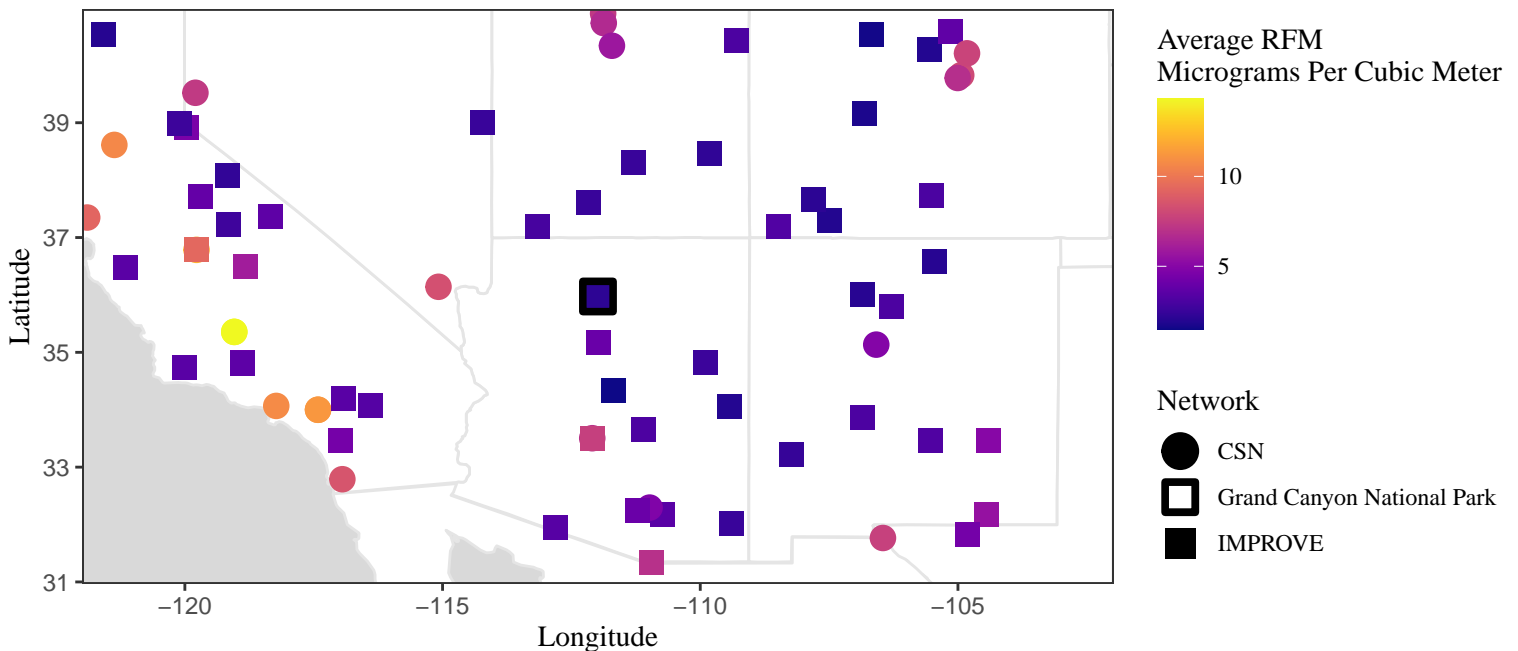 Average RFM
Micrograms Per Cubic Meter
10
5
Network
CSN
Grand Canyon National Park
IMPROVE
Latitude
39
37
35
33
31
−120
−115
−110
−105
Longitude